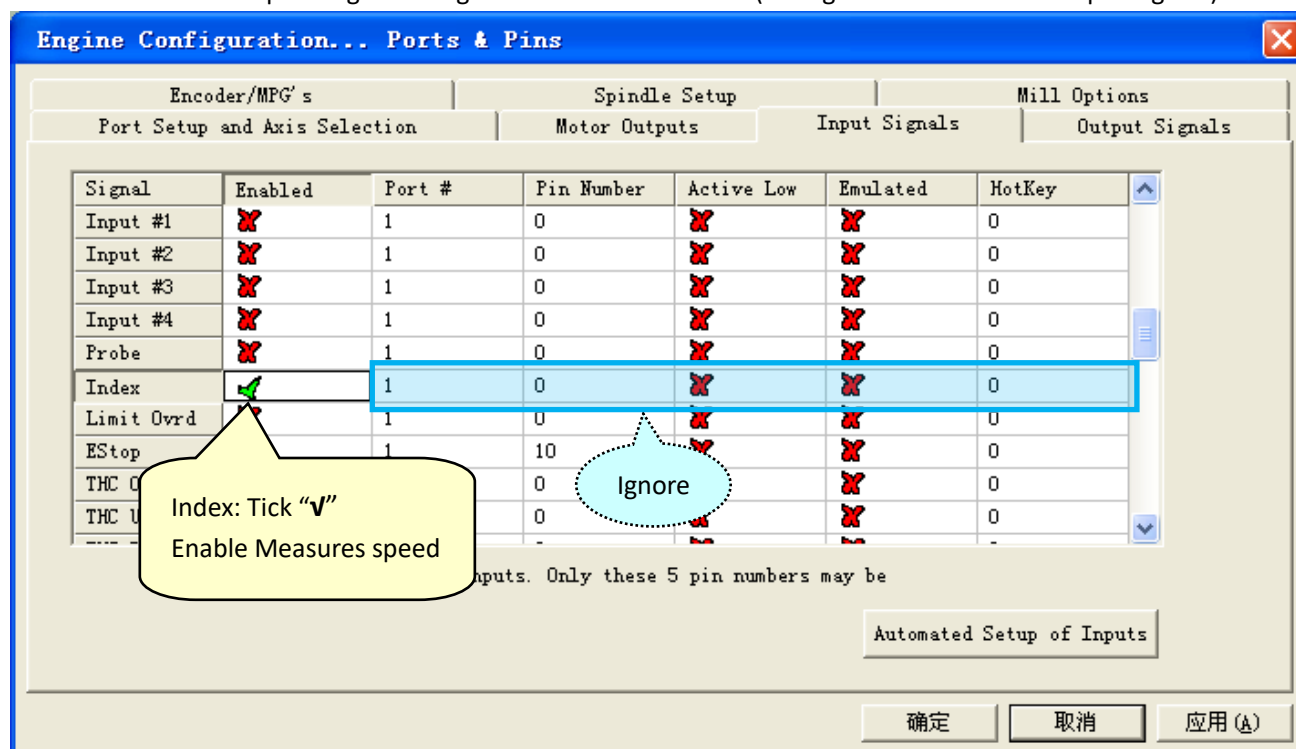 Engine Configuration... Ports & Pins
Encoder/MPG's Spindle Setup Mill Options
Port Setup and Axis Selection Motor Outputs Input Signals Output Signals
Signal Enabled Port # Pin Number Active Low Emulated HotKey
Input #1 1 0 0
Input #2 1 0 0
Input #3 1 0 0
Input #4 1 0 0
Probe 1 0 0
Index 1 0 0
Limit Ovrd 1 0 0
EStop 1 10 0
THC 0 0
THC 0 0
Ignore
Index: Tick “√”
Enable Measures speed
Only these 5 pin numbers may be
Automated Setup of Inputs
确定 取消 应用(A)